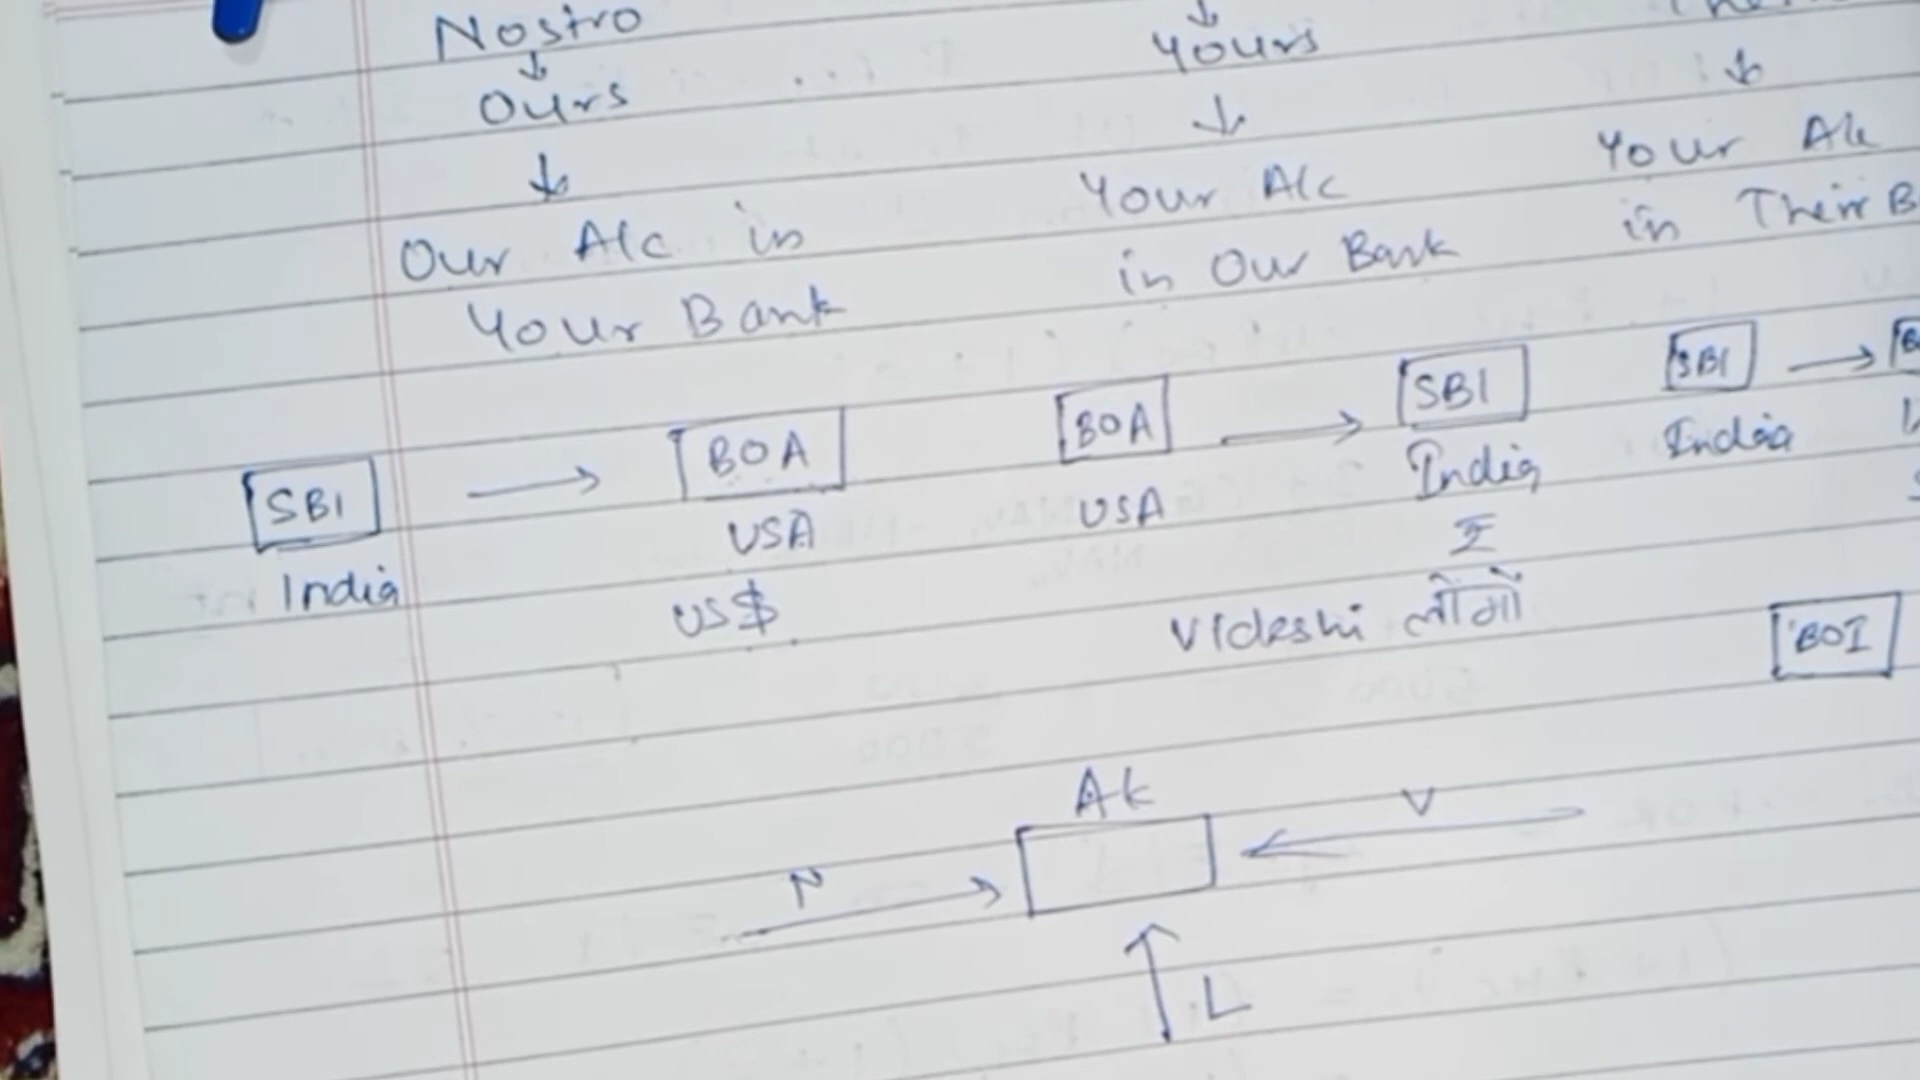 Nostro
↓
Ours
↓
Our A/c in
Your Bank
SBI → BOA
India
USA
US$
↓
Yours
↓
Your A/c
in Our Bank
BOA → SBI
USA
India
₹
Videshi लोगों
↓
Your A/c
in Their B
SBI →
India
BOI
Ak
N →
← V
↑ L